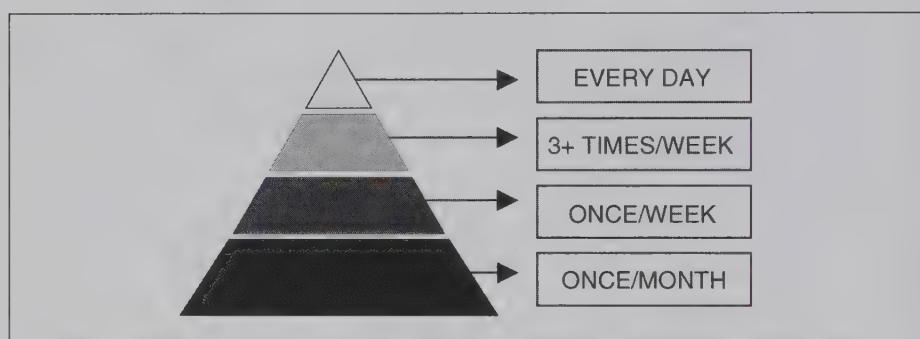 EVERY DAY
3+ TIMES/WEEK
ONCE/WEEK
ONCE/MONTH